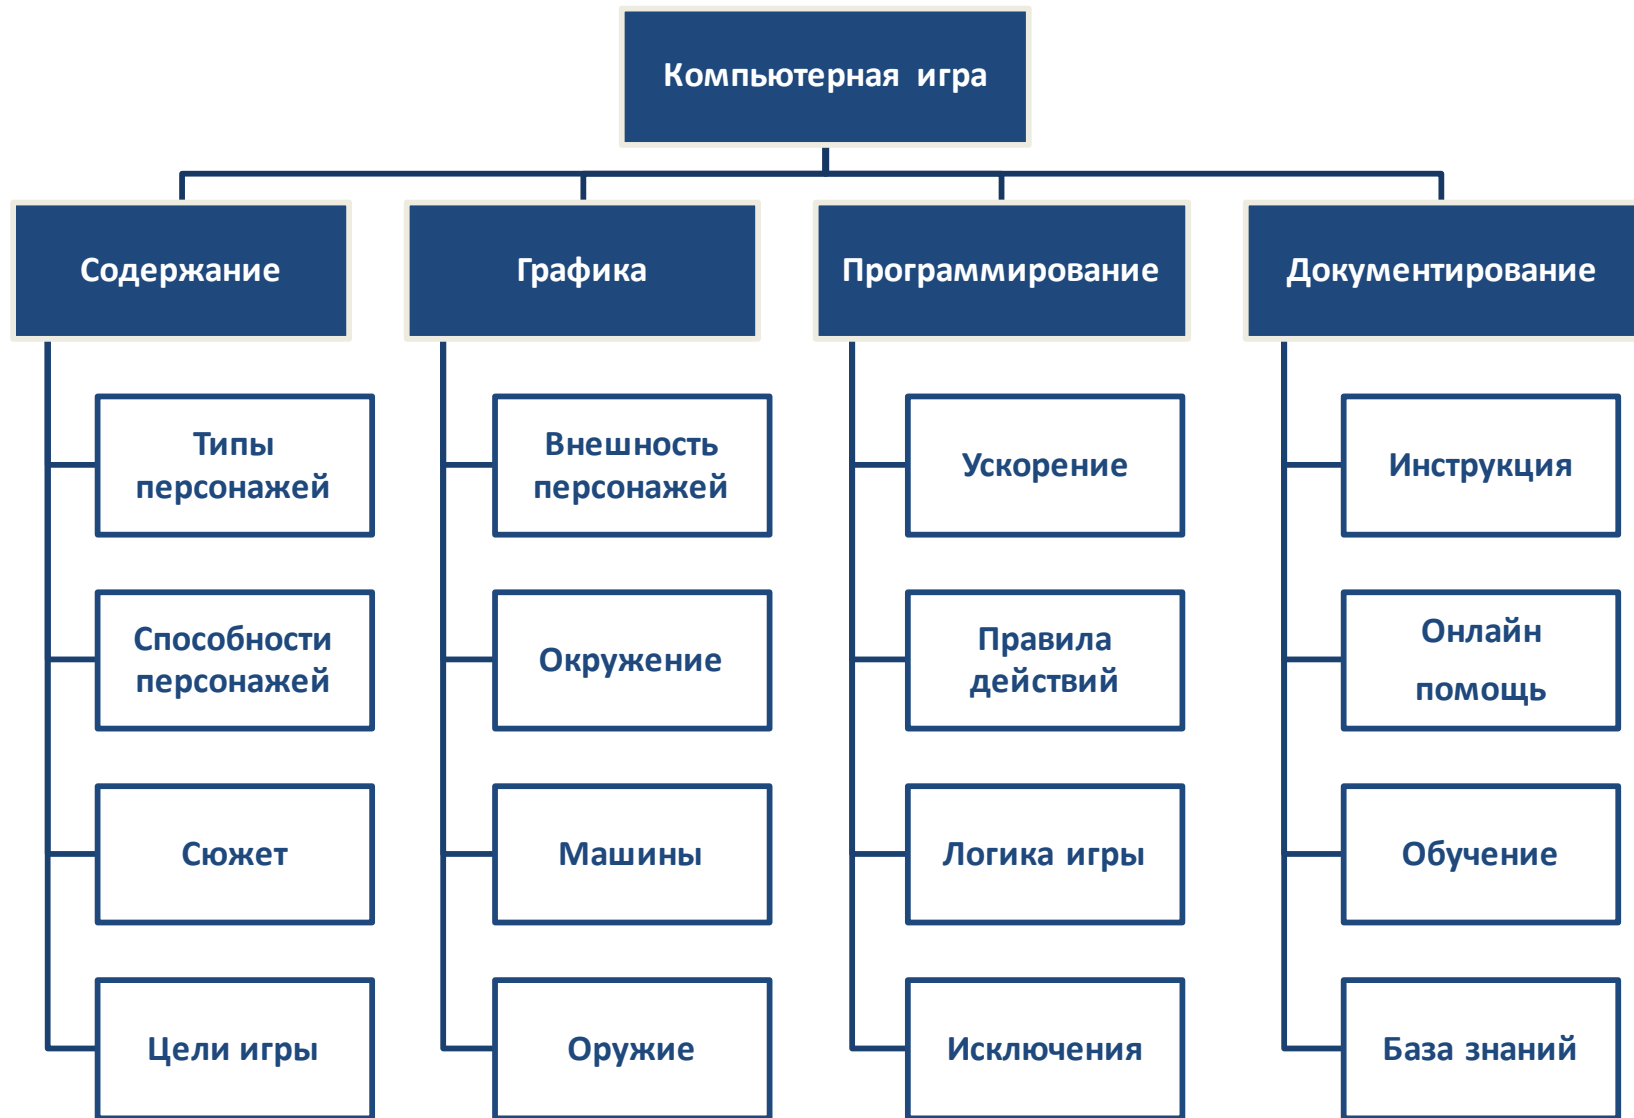 Компьютерная игра
Содержание
Типы
персонажей
Способности
персонажей
Сюжет
Цели игры
Графика
Внешность
персонажей
Окружение
Машины
Оружие
Программирование
Ускорение
Правила
действий
Логика игры
Исключения
Документирование
Инструкция
Онлайн
помощь
Обучение
База знаний